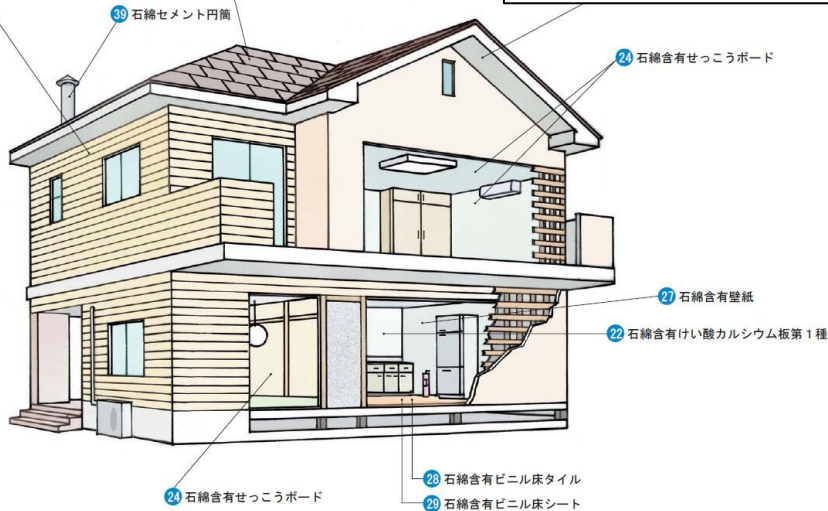 39 石綿セメント円筒
24 石綿含有せっこうボード
27 石綿含有壁紙
22 石綿含有けい酸カルシウム板第1種
28 石綿含有ビニル床タイル
24 石綿含有せっこうボード
29 石綿含有ビニル床シート